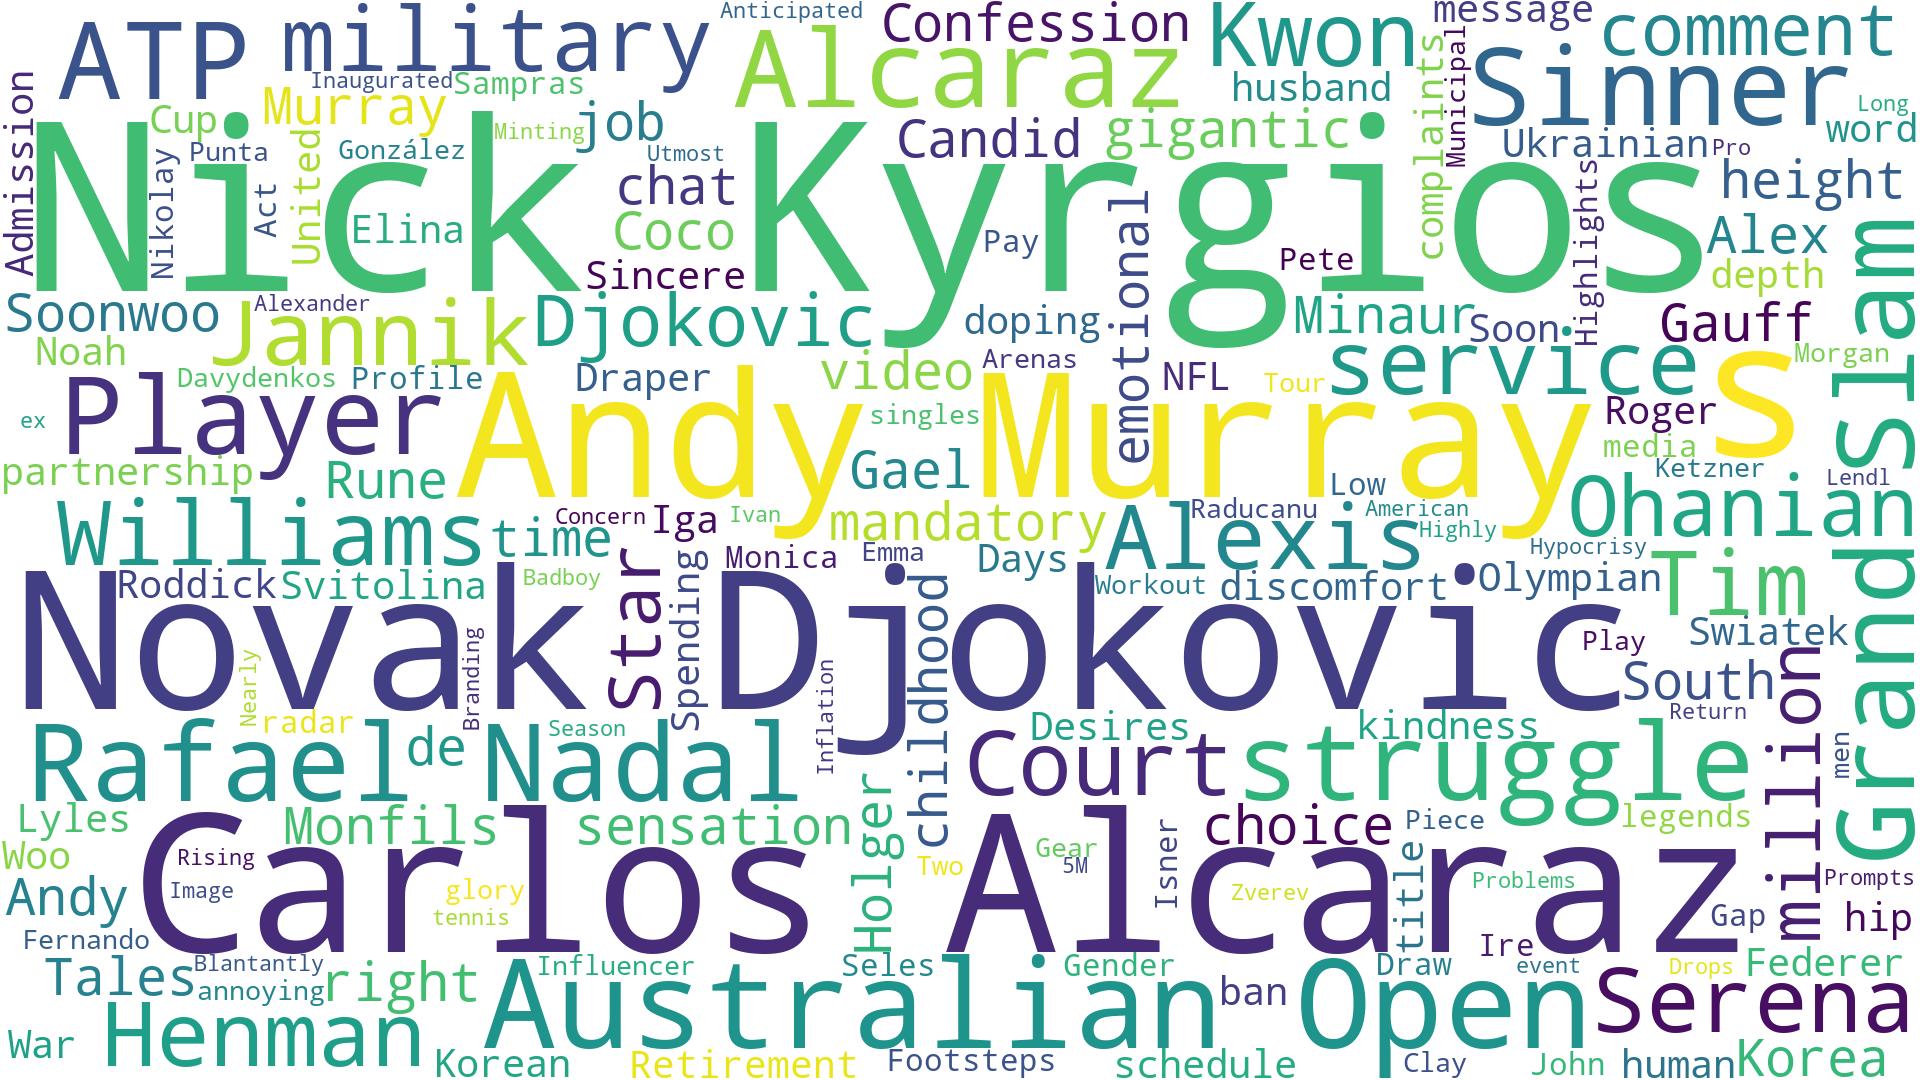 Anticipated
message
ATP
military
Confession
Kwon
comment
Alcaraz
Sinner
Inaugurated
Sampras
husband
Municipal
complaints
Long
Admission
Cup
Murray
job
Minting
Candid
gigantic
Ukrainian
Pro
word
Nick Kyrgios
Punta
González
Utmost
Nikolay
Act
United
Elina
chat
Coco
Pay
emotional
Pete
Highlights
height
Alex
depth
Sincere
Soonwoo
Alexander
Jannik
Djokovic
doping
Minaur
Soon
Gauff
Slam
Noah
Davydenkos
Profile
Draper
video
Arenas
NFL
Tour
service
s
Morgan
ex
Player
Andy Murray
singles
Roger
media
partnership
Rune
Gael
Low
Ketzner
Lendl
Williams
time
Concern
Iga
Ivan
mandatory
Alexis
Raducanu
American
Highly
Ohanian
Star
Spending
Monica
Emma
Days
Hypocrisy
Tim
Roddick
Svitolina
Badboy
Workout
discomfort
Olympian
Novak Djokovic
childhood
Play
Swiatek
Grand
Nearly
radar
Branding
Inflation
South
million
Return
Rafael
de
Nadal
Season
Desires
kindness
Court
struggle
men
Lyles
Monfils
sensation
Holger
choice
Piece
legends
Woo
Rising
Carlos Alcaraz
Two
Gear
5M
Isner
title
Andy
Image
glory
tennis
Zverev
Problems
Prompts
Gap
hip
Fernando
Ire
Tales
Blantantly
annoying
right
Influencer
Seles
Gender
Draw
event
Drops
Federer
Australian
ban
Open
Serena
War
Henman
Korean
Retirement
Footsteps
schedule
Clay
John
human
Korea